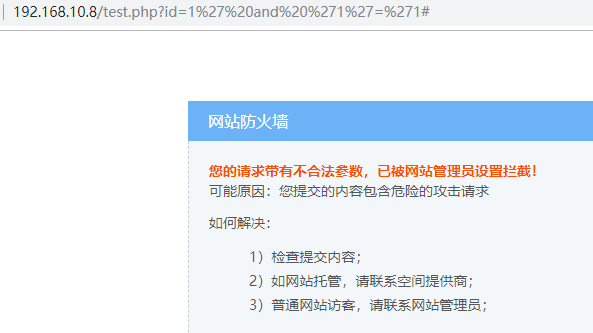 192.168.10.8/test.php?id=1%27%20and%20%271%27=%271#
网站防火墙
您的请求带有不合法参数，已被网站管理员设置拦截！
可能原因：您提交的内容包含危险的攻击请求
如何解决：
1）检查提交内容；
2）如网站托管，请联系空间提供商；
3）普通网站访客，请联系网站管理员；